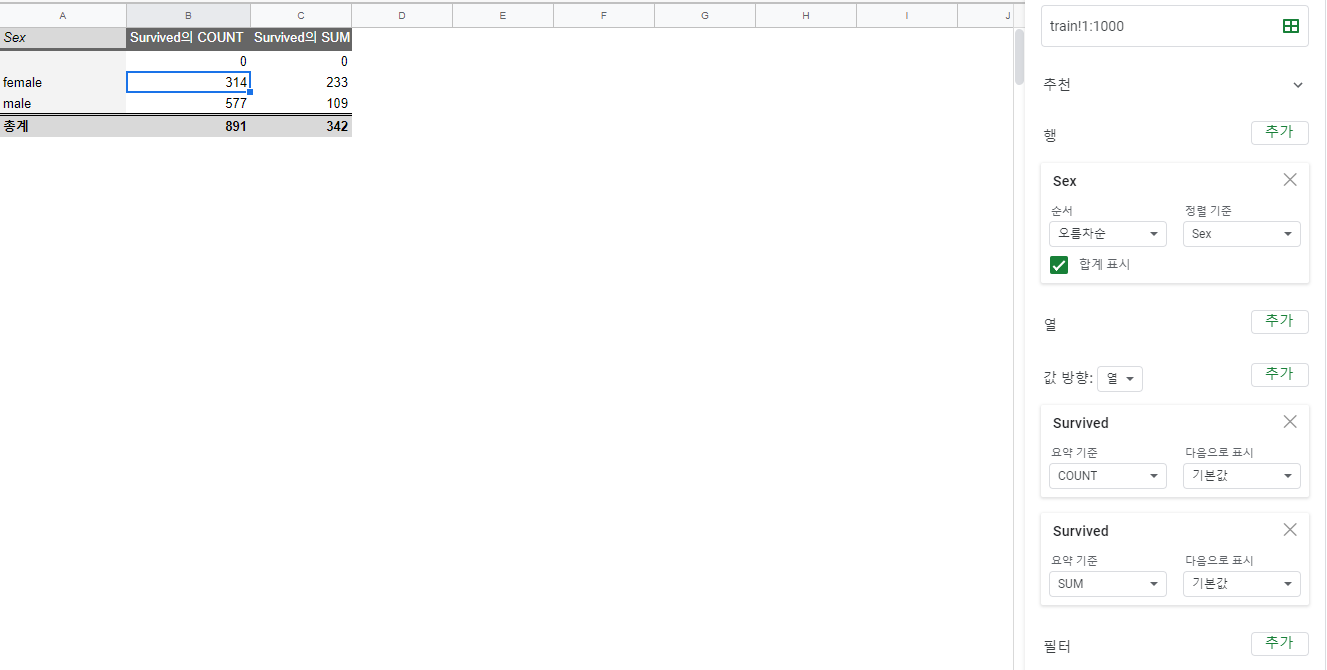 A B C D E F G H I J
Sex Survived의 COUNT Survived의 SUM
0 0
female 314 233
male 577 109
총계 891 342
train!1:1000
추천
행 추가
Sex
순서 정렬 기준
오름차순 Sex
합계 표시
열 추가
값 방향: 열 추가
Survived
요약 기준 다음으로 표시
COUNT 기본값
Survived
요약 기준 다음으로 표시
SUM 기본값
필터 추가